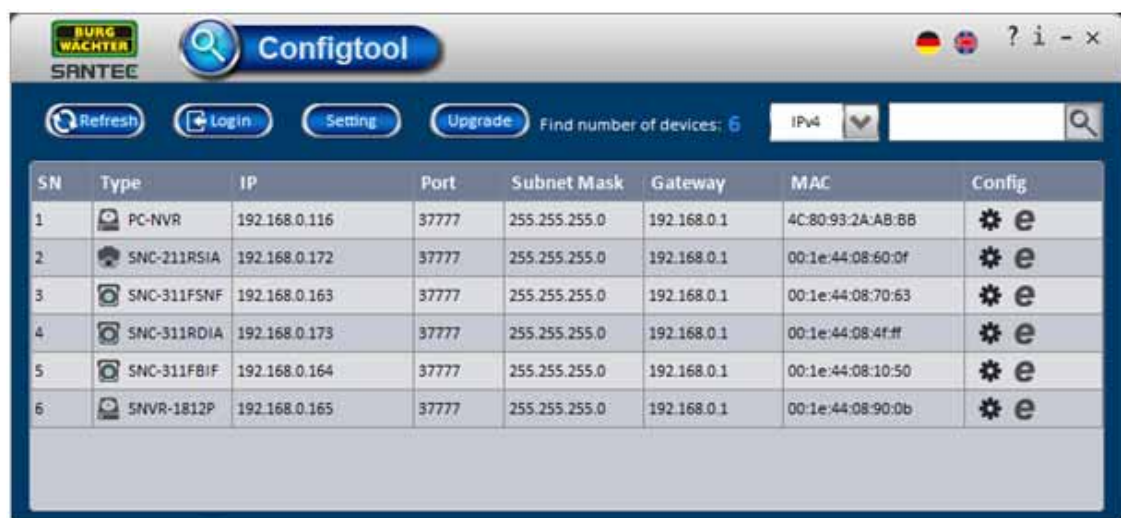 BURG
WÄCHTER
SANTEC
Configtool
? i - ×
Refresh Login Setting Upgrade Find number of devices: 6 IPv4
SN Type IP Port Subnet Mask Gateway MAC Config
1 PC-NVR 192.168.0.116 37777 255.255.255.0 192.168.0.1 4C:80:93:2A:AB:BB
2 SNC-211RSIA 192.168.0.172 37777 255.255.255.0 192.168.0.1 00:1e:44:08:60:0f
3 SNC-311FSNF 192.168.0.163 37777 255.255.255.0 192.168.0.1 00:1e:44:08:70:63
4 SNC-311RDIA 192.168.0.173 37777 255.255.255.0 192.168.0.1 00:1e:44:08:4f:ff
5 SNC-311FBIF 192.168.0.164 37777 255.255.255.0 192.168.0.1 00:1e:44:08:10:50
6 SNVR-1812P 192.168.0.165 37777 255.255.255.0 192.168.0.1 00:1e:44:08:90:0b